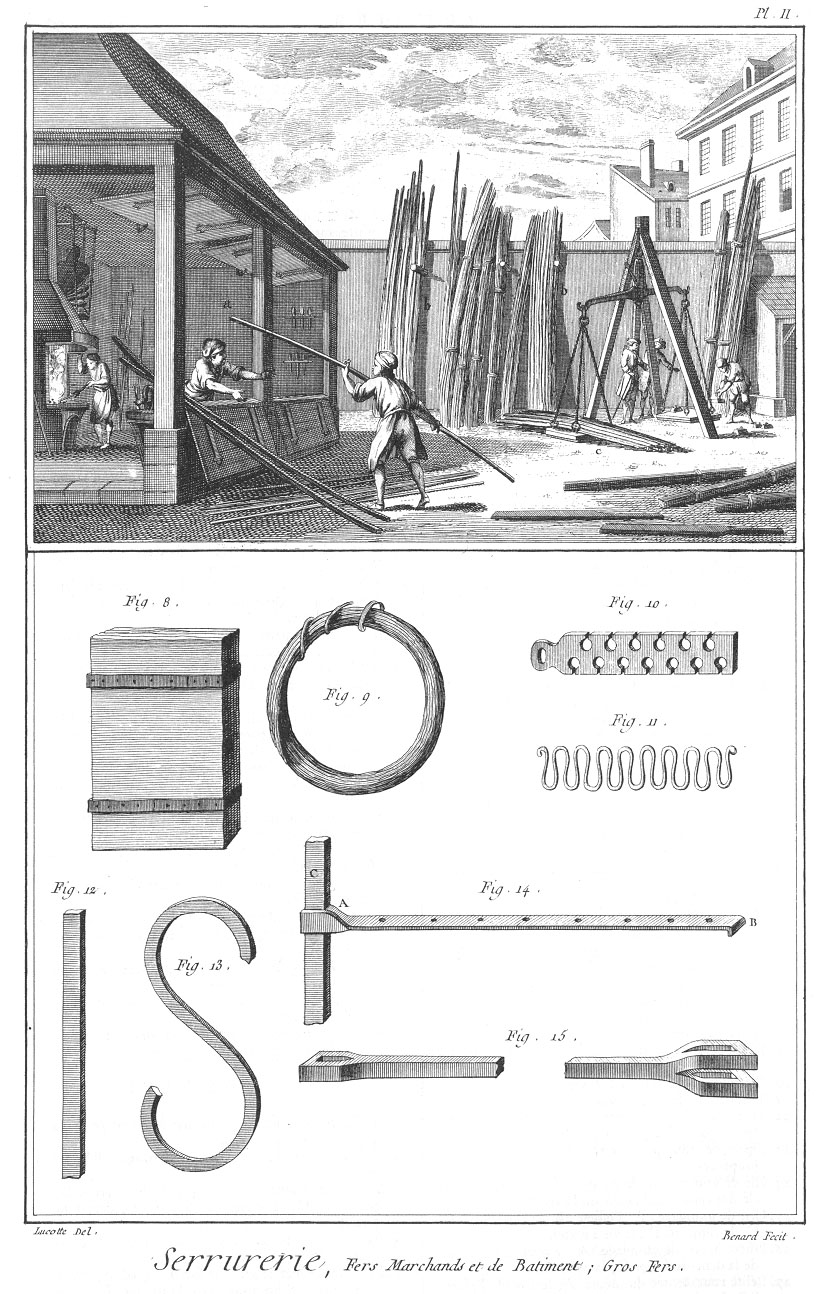 Pl. II.
a
b
c
Fig. 8.
Fig. 9.
Fig. 10.
Fig. 11.
Fig. 12.
Fig. 13.
Fig. 14.
C
A
B
Fig. 15.
Lucotte Del.
Benard Fecit.
Serrurerie, Fers Marchands et de Batiment; Gros Fers.